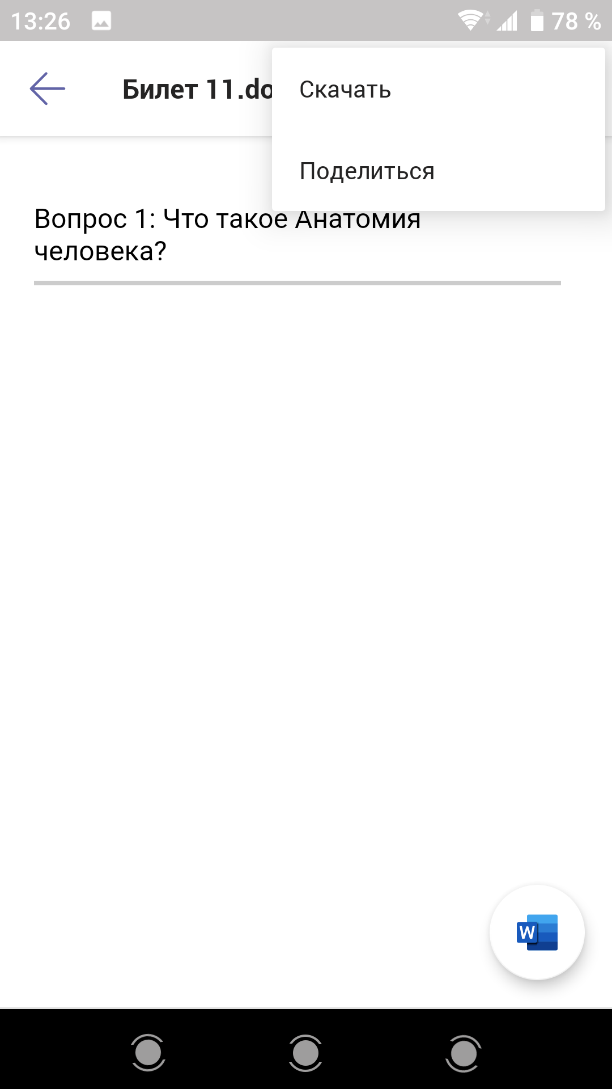 13:26 78 %
Билет 11.do
Скачать
Поделиться
Вопрос 1: Что такое Анатомия
человека?
W